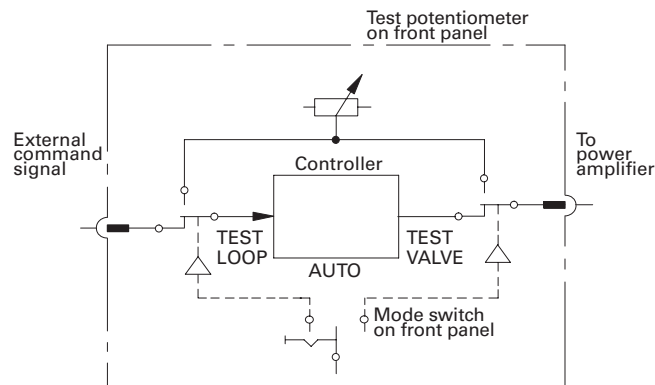 Test potentiometer
on front panel
External
command
signal
To
power
amplifier
Controller
TEST
LOOP
TEST
VALVE
AUTO
Mode switch
on front panel